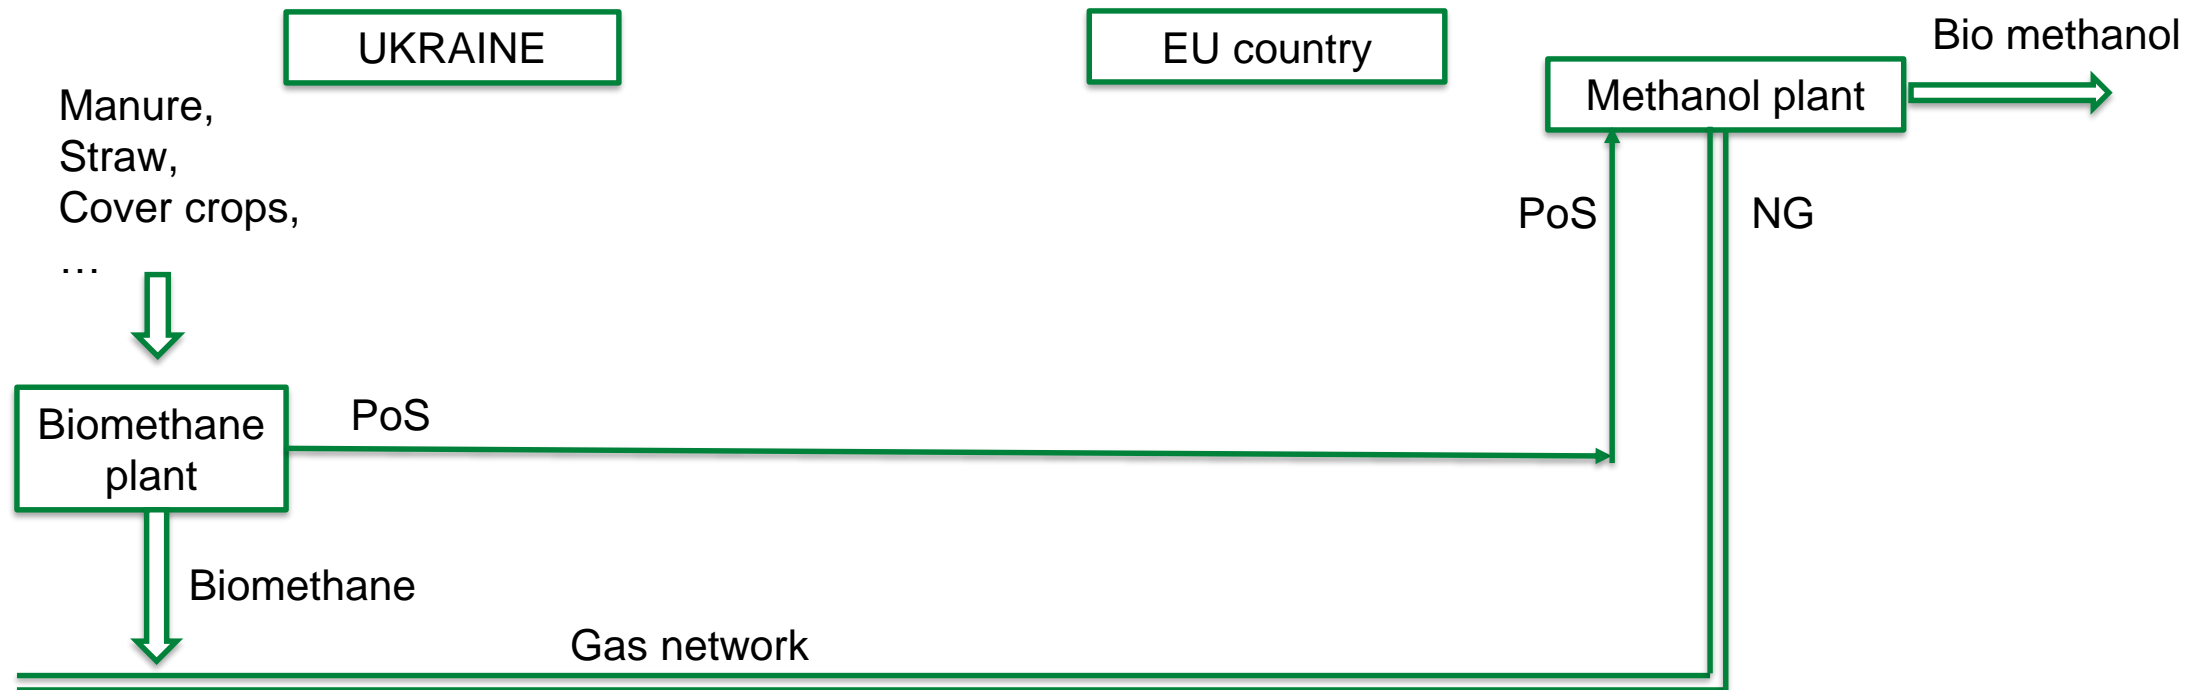 UKRAINE
EU country
Bio methanol
Methanol plant
Manure,
Straw,
Cover crops,
…
PoS
NG
Biomethane
plant
PoS
Biomethane
Gas network